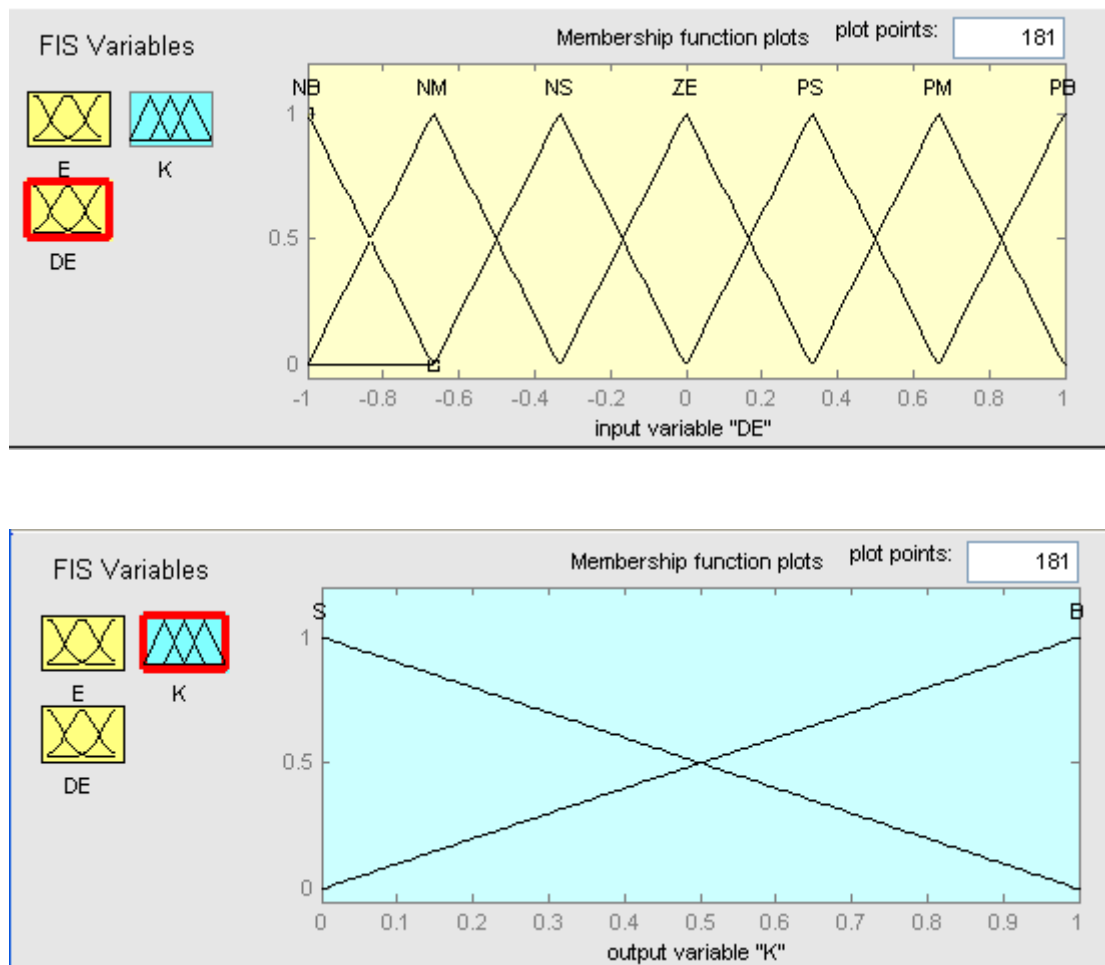 FIS Variables
Membership function plots plot points: 181
NB NM NS ZE PS PM PB
E K
DE
1
0.5
0
-1 -0.8 -0.6 -0.4 -0.2 0 0.2 0.4 0.6 0.8 1
input variable "DE"
FIS Variables
Membership function plots plot points: 181
S B
E K
DE
1
0.5
0
0 0.1 0.2 0.3 0.4 0.5 0.6 0.7 0.8 0.9 1
output variable "K"